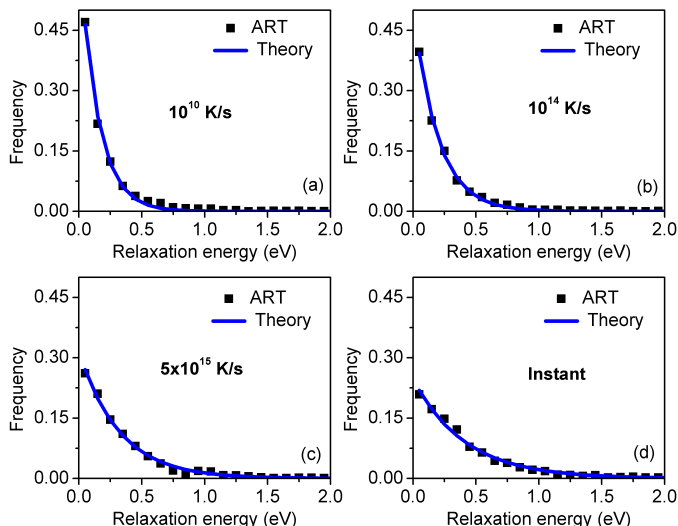 0.45
0.30
0.15
0.00
0.0 0.5 1.0 1.5 2.0
Frequency
Relaxation energy (eV)
ART
Theory
10¹⁰ K/s
(a)
0.45
0.30
0.15
0.00
0.0 0.5 1.0 1.5 2.0
Frequency
Relaxation energy (eV)
ART
Theory
10¹⁴ K/s
(b)
0.45
0.30
0.15
0.00
0.0 0.5 1.0 1.5 2.0
Frequency
Relaxation energy (eV)
ART
Theory
5x10¹⁵ K/s
(c)
0.45
0.30
0.15
0.00
0.0 0.5 1.0 1.5 2.0
Frequency
Relaxation energy (eV)
ART
Theory
Instant
(d)